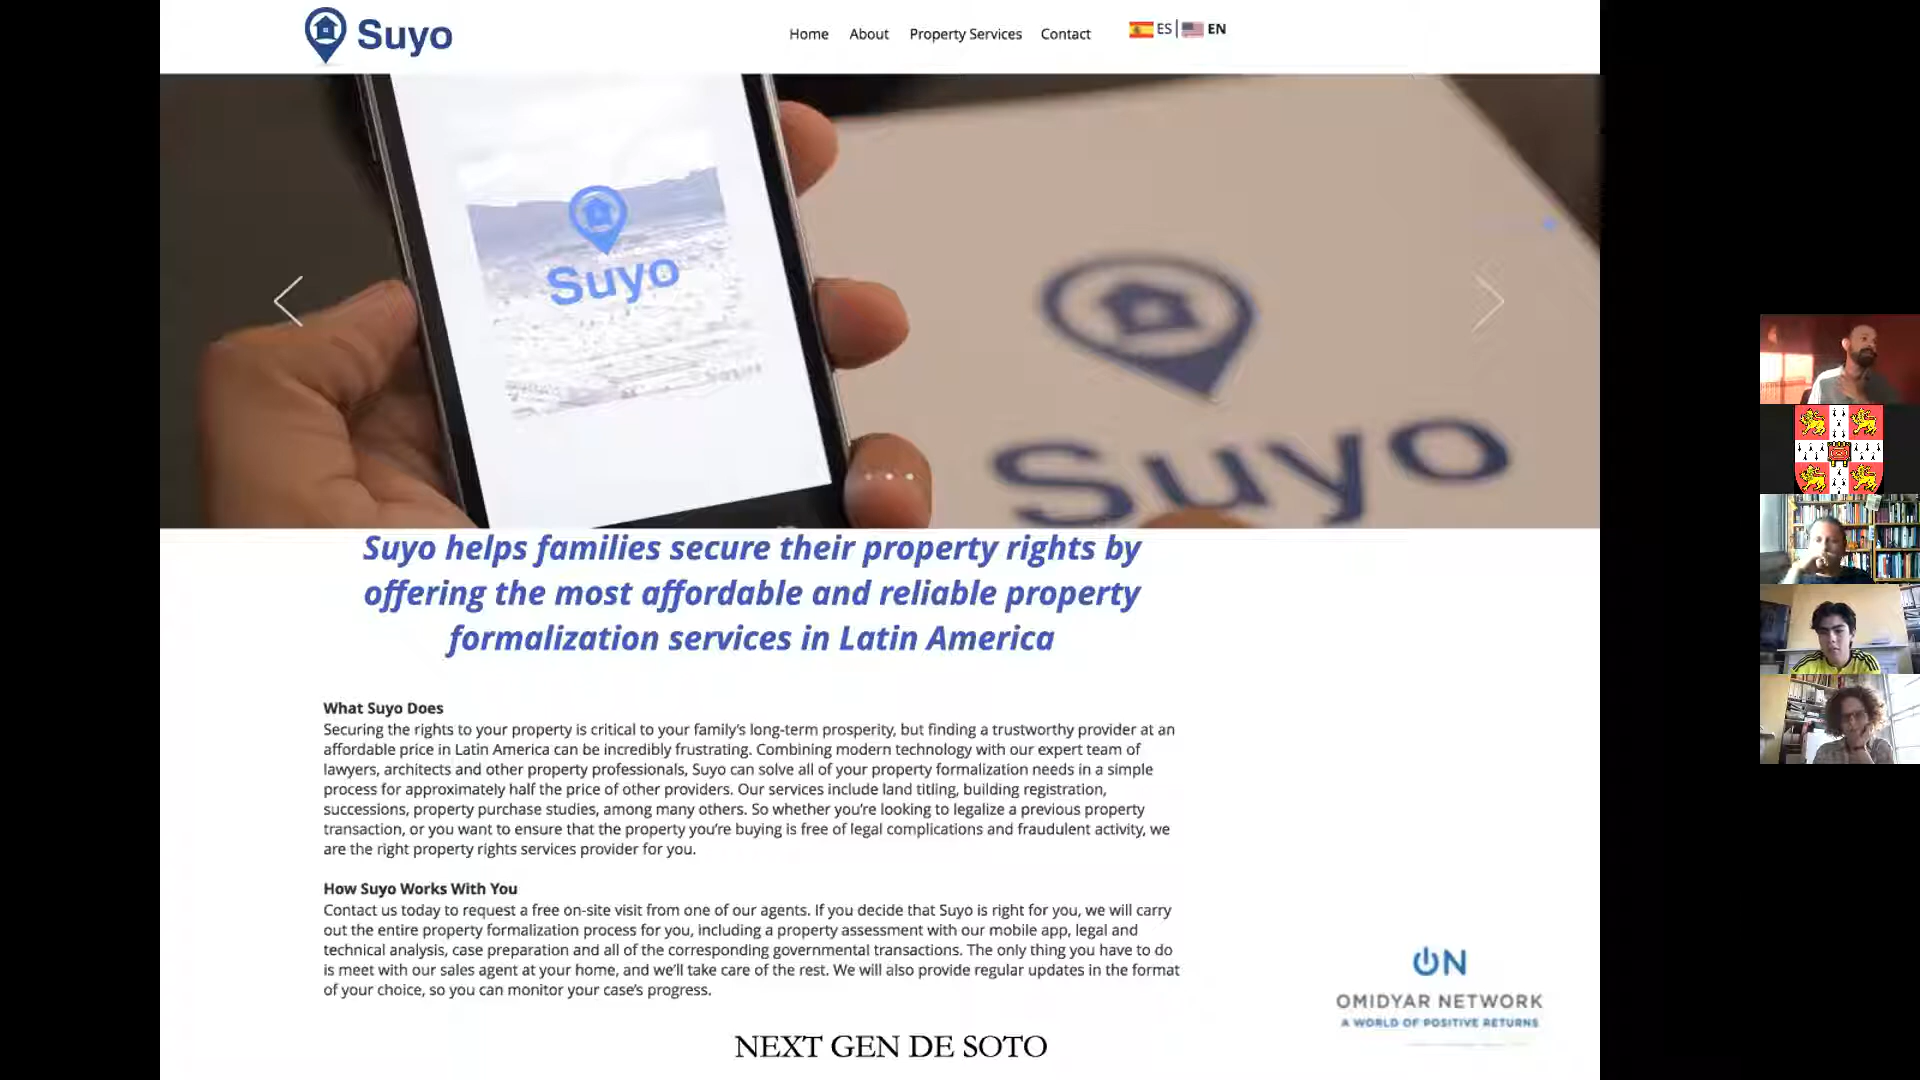 Suyo
Home About Property Services Contact ES EN
Suyo
Suyo
Suyo helps families secure their property rights by
offering the most affordable and reliable property
formalization services in Latin America
What Suyo Does
Securing the rights to your property is critical to your family's long-term prosperity, but finding a trustworthy provider at an
affordable price in Latin America can be incredibly frustrating. Combining modern technology with our expert team of
lawyers, architects and other property professionals, Suyo can solve all of your property formalization needs in a simple
process for approximately half the price of other providers. Our services include land titling, building registration,
successions, property purchase studies, among many others. So whether you're looking to legalize a previous property
transaction, or you want to ensure that the property you're buying is free of legal complications and fraudulent activity, we
are the right property rights services provider for you.
How Suyo Works With You
Contact us today to request a free on-site visit from one of our agents. If you decide that Suyo is right for you, we will carry
out the entire property formalization process for you, including a property assessment with our mobile app, legal and
technical analysis, case preparation and all of the corresponding governmental transactions. The only thing you have to do
is meet with our sales agent at your home, and we'll take care of the rest. We will also provide regular updates in the format
of your choice, so you can monitor your case's progress.
ON
OMIDYAR NETWORK
A WORLD OF POSITIVE RETURNS
NEXT GEN DE SOTO